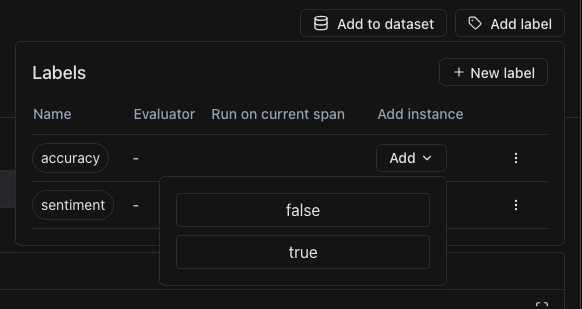 Add to dataset Add label
Labels + New label
Name Evaluator Run on current span Add instance
accuracy - Add
sentiment -
false
true